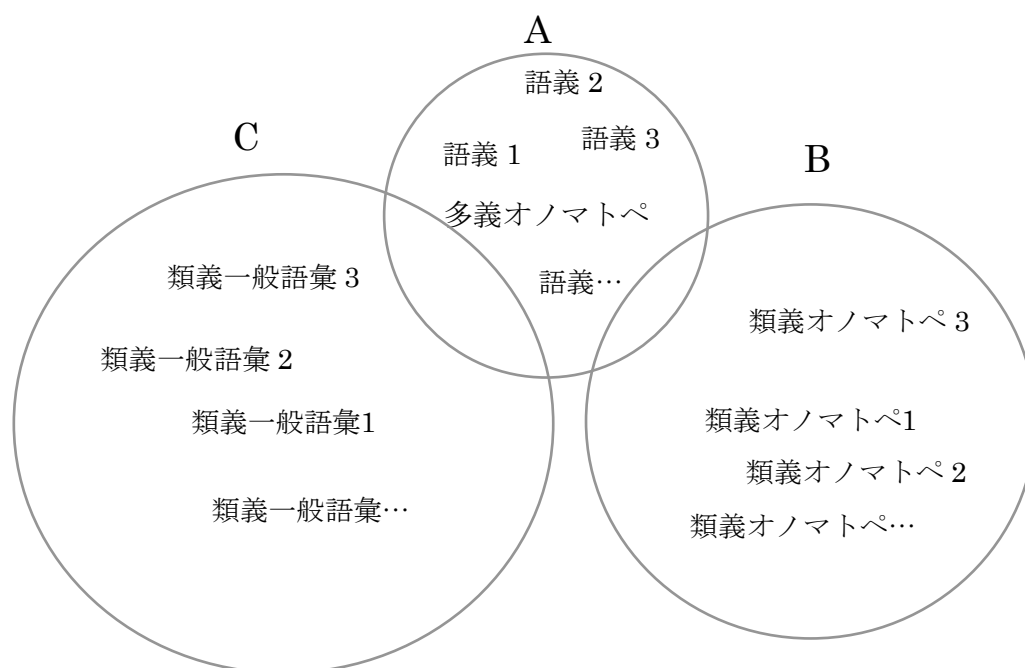 A
語義 2
語義 3
語義 1
多義オノマトペ
語義…
C
類義一般語彙 3
類義一般語彙 2
類義一般語彙1
類義一般語彙…
B
類義オノマトペ 3
類義オノマトペ1
類義オノマトペ 2
類義オノマトペ…